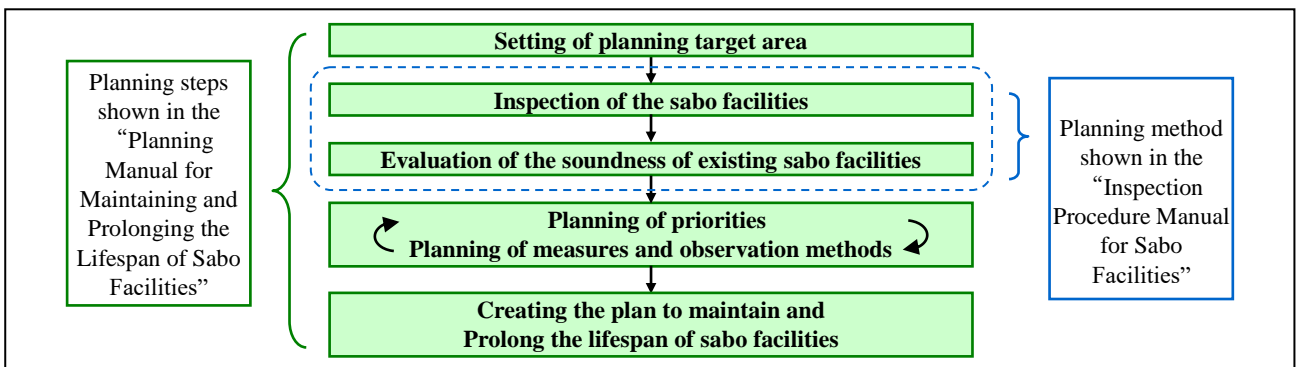 Planning steps
shown in the
“Planning
Manual for
Maintaining and
Prolonging the
Lifespan of Sabo
Facilities”
Setting of planning target area
Inspection of the sabo facilities
Evaluation of the soundness of existing sabo facilities
Planning of priorities
Planning of measures and observation methods
Creating the plan to maintain and
Prolong the lifespan of sabo facilities
Planning method
shown in the
“Inspection
Procedure Manual
for Sabo
Facilities”